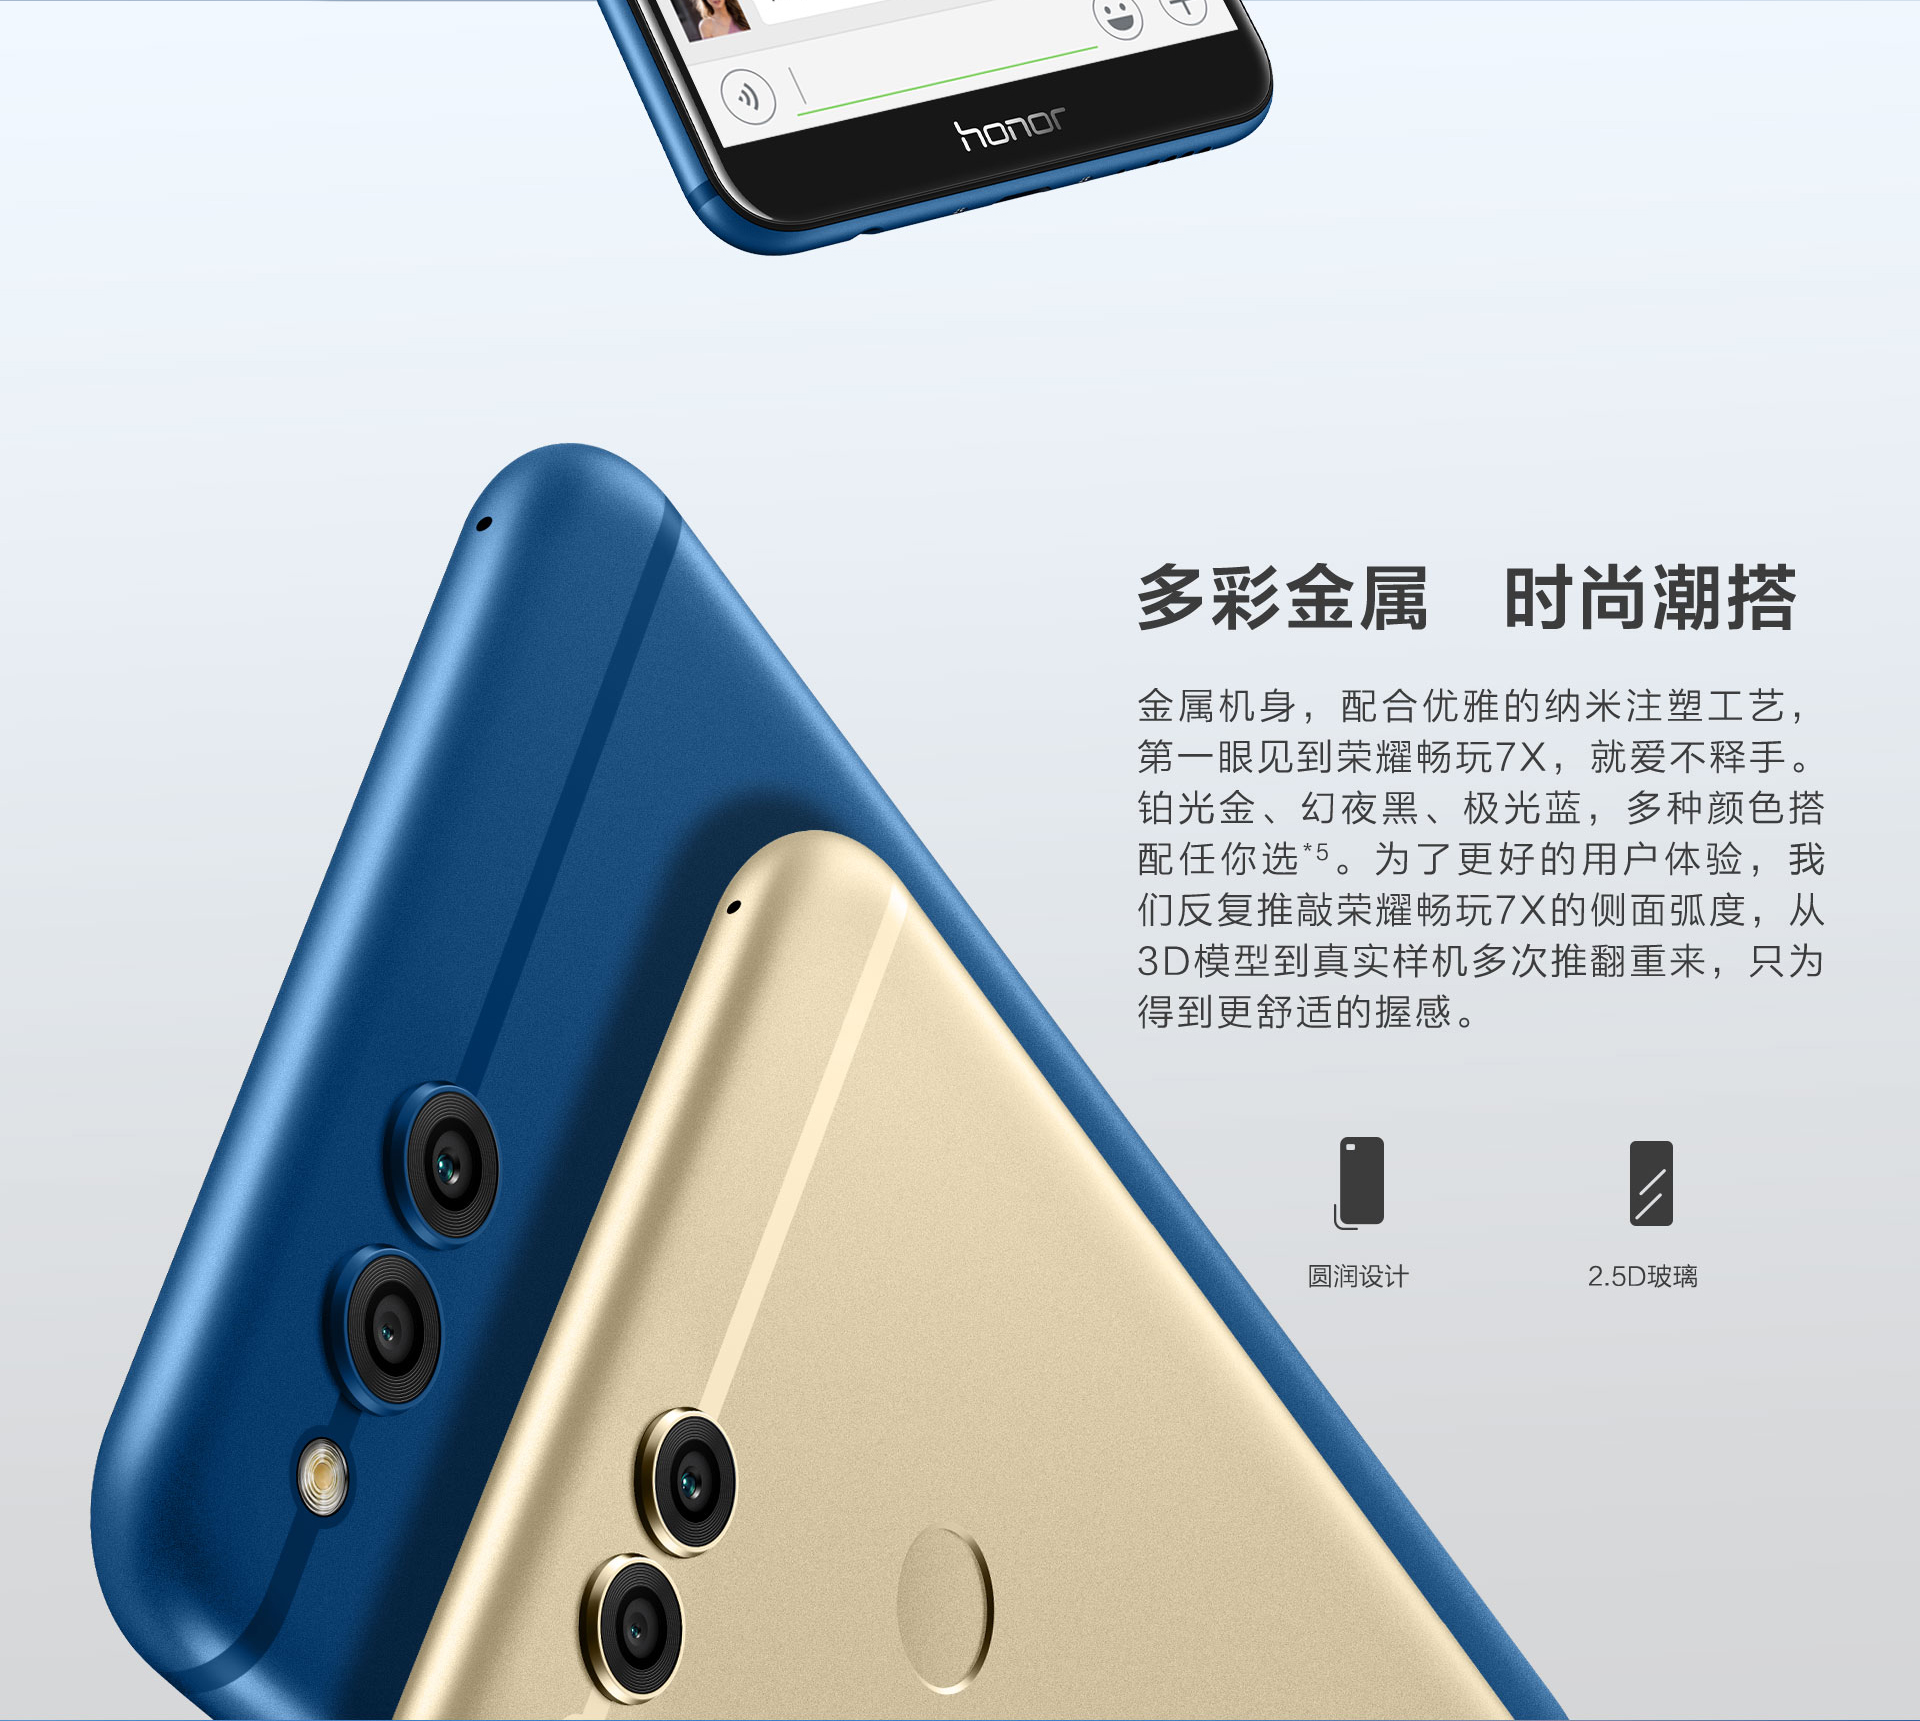 honor
多彩金属 时尚潮搭
金属机身，配合优雅的纳米注塑工艺，
第一眼见到荣耀畅玩7X，就爱不释手。
铂光金、幻夜黑、极光蓝，多种颜色搭
配任你选*5。为了更好的用户体验，我
们反复推敲荣耀畅玩7X的侧面弧度，从
3D模型到真实样机多次推翻重来，只为
得到更舒适的握感。
圆润设计
2.5D玻璃